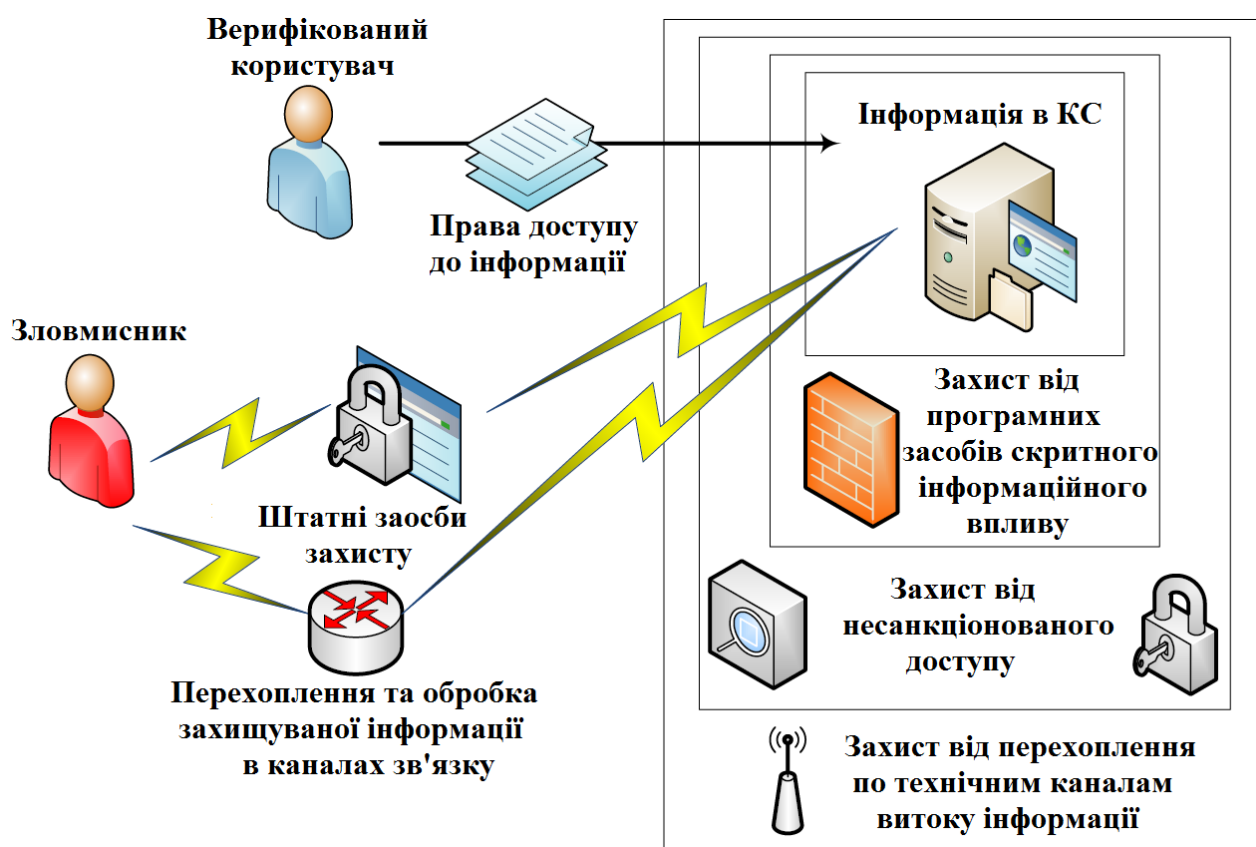 Верифікований
користувач
Інформація в КС
Права доступу
до інформації
Зловмисник
Штатні заосби
захисту
Захист від
програмних
засобів скритного
інформаційного
впливу
Захист від
несанкціонованого
доступу
Перехоплення та обробка
захищуваної інформації
в каналах зв'язку
Захист від перехоплення
по технічним каналам
витоку інформації